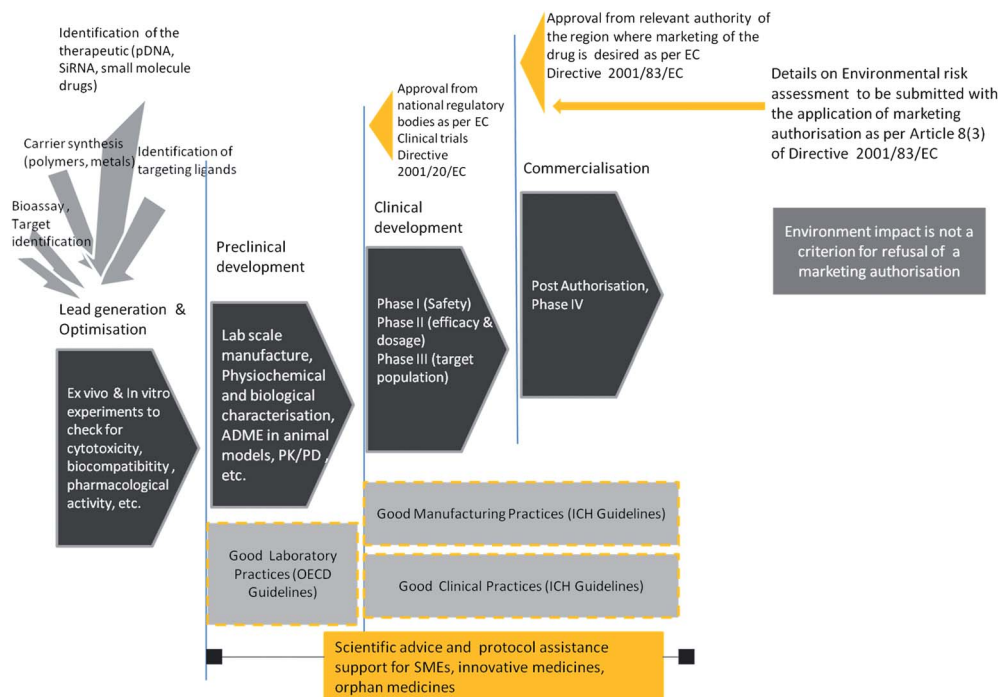 Identification of the
therapeutic (pDNA,
SiRNA, small molecule
drugs)
Carrier synthesis
(polymers, metals)
Identification of
targeting ligands
Bioassay ,
Target
identification
Lead generation &
Optimisation
Ex vivo & In vitro
experiments to
check for
cytotoxicity,
biocompatibitity ,
pharmacological
activity, etc.
Preclinical
development
Lab scale
manufacture,
Physiochemical
and biological
characterisation,
ADME in animal
models, PK/PD ,
etc.
Good Laboratory
Practices (OECD
Guidelines)
Approval from
national regulatory
bodies as per EC
Clinical trials
Directive
2001/20/EC
Clinical
development
Phase I (Safety)
Phase II (efficacy &
dosage)
Phase III (target
population)
Good Manufacturing Practices (ICH Guidelines)
Good Clinical Practices (ICH Guidelines)
Approval from relevant authority of
the region where marketing of the
drug is desired as per EC
Directive 2001/83/EC
Commercialisation
Post Authorisation,
Phase IV
Details on Environmental risk
assessment to be submitted with
the application of marketing
authorisation as per Article 8(3)
of Directive 2001/83/EC
Environment impact is not a
criterion for refusal of a
marketing authorisation
Scientific advice and protocol assistance
support for SMEs, innovative medicines,
orphan medicines